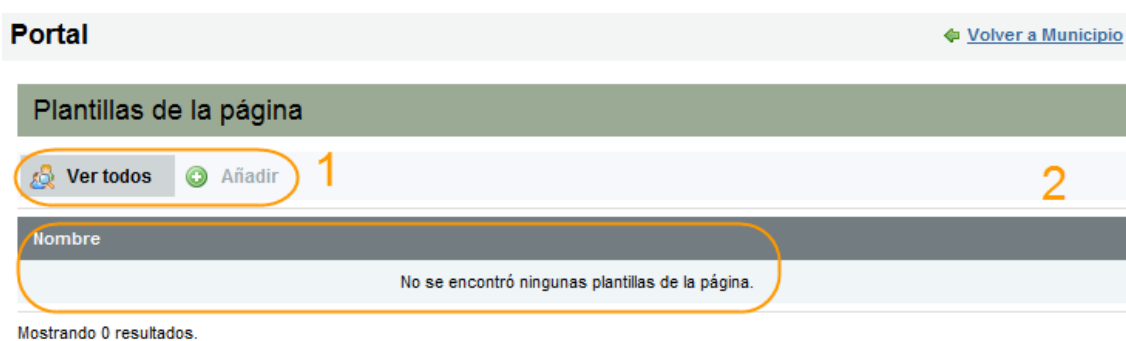 Portal
Volver a Municipio
Plantillas de la página
Ver todos Añadir 1
2
Nombre
No se encontró ningunas plantillas de la página.
Mostrando 0 resultados.